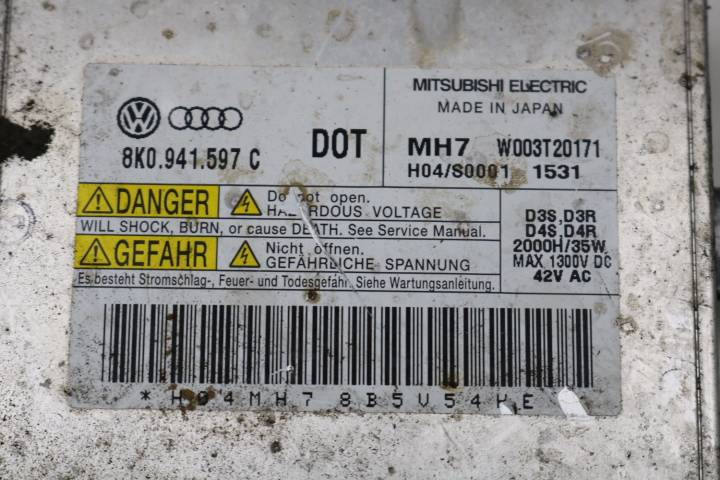 MITSUBISHI ELECTRIC
MADE IN JAPAN
8K0.941.597 C
DOT
MH7 W003T20171
H04/S0001 1531
DANGER
Do not open.
HAZARDOUS VOLTAGE
WILL SHOCK, BURN, or cause DEATH. See Service Manual.
GEFAHR
Nicht öffnen.
GEFÄHRLICHE SPANNUNG
Es besteht Stromschlag-, Feuer- und Todesgefahr. Siehe Wartungsanleitung.
D3S,D3R
D4S,D4R
2000H/35W
MAX 1300V DC
42V AC